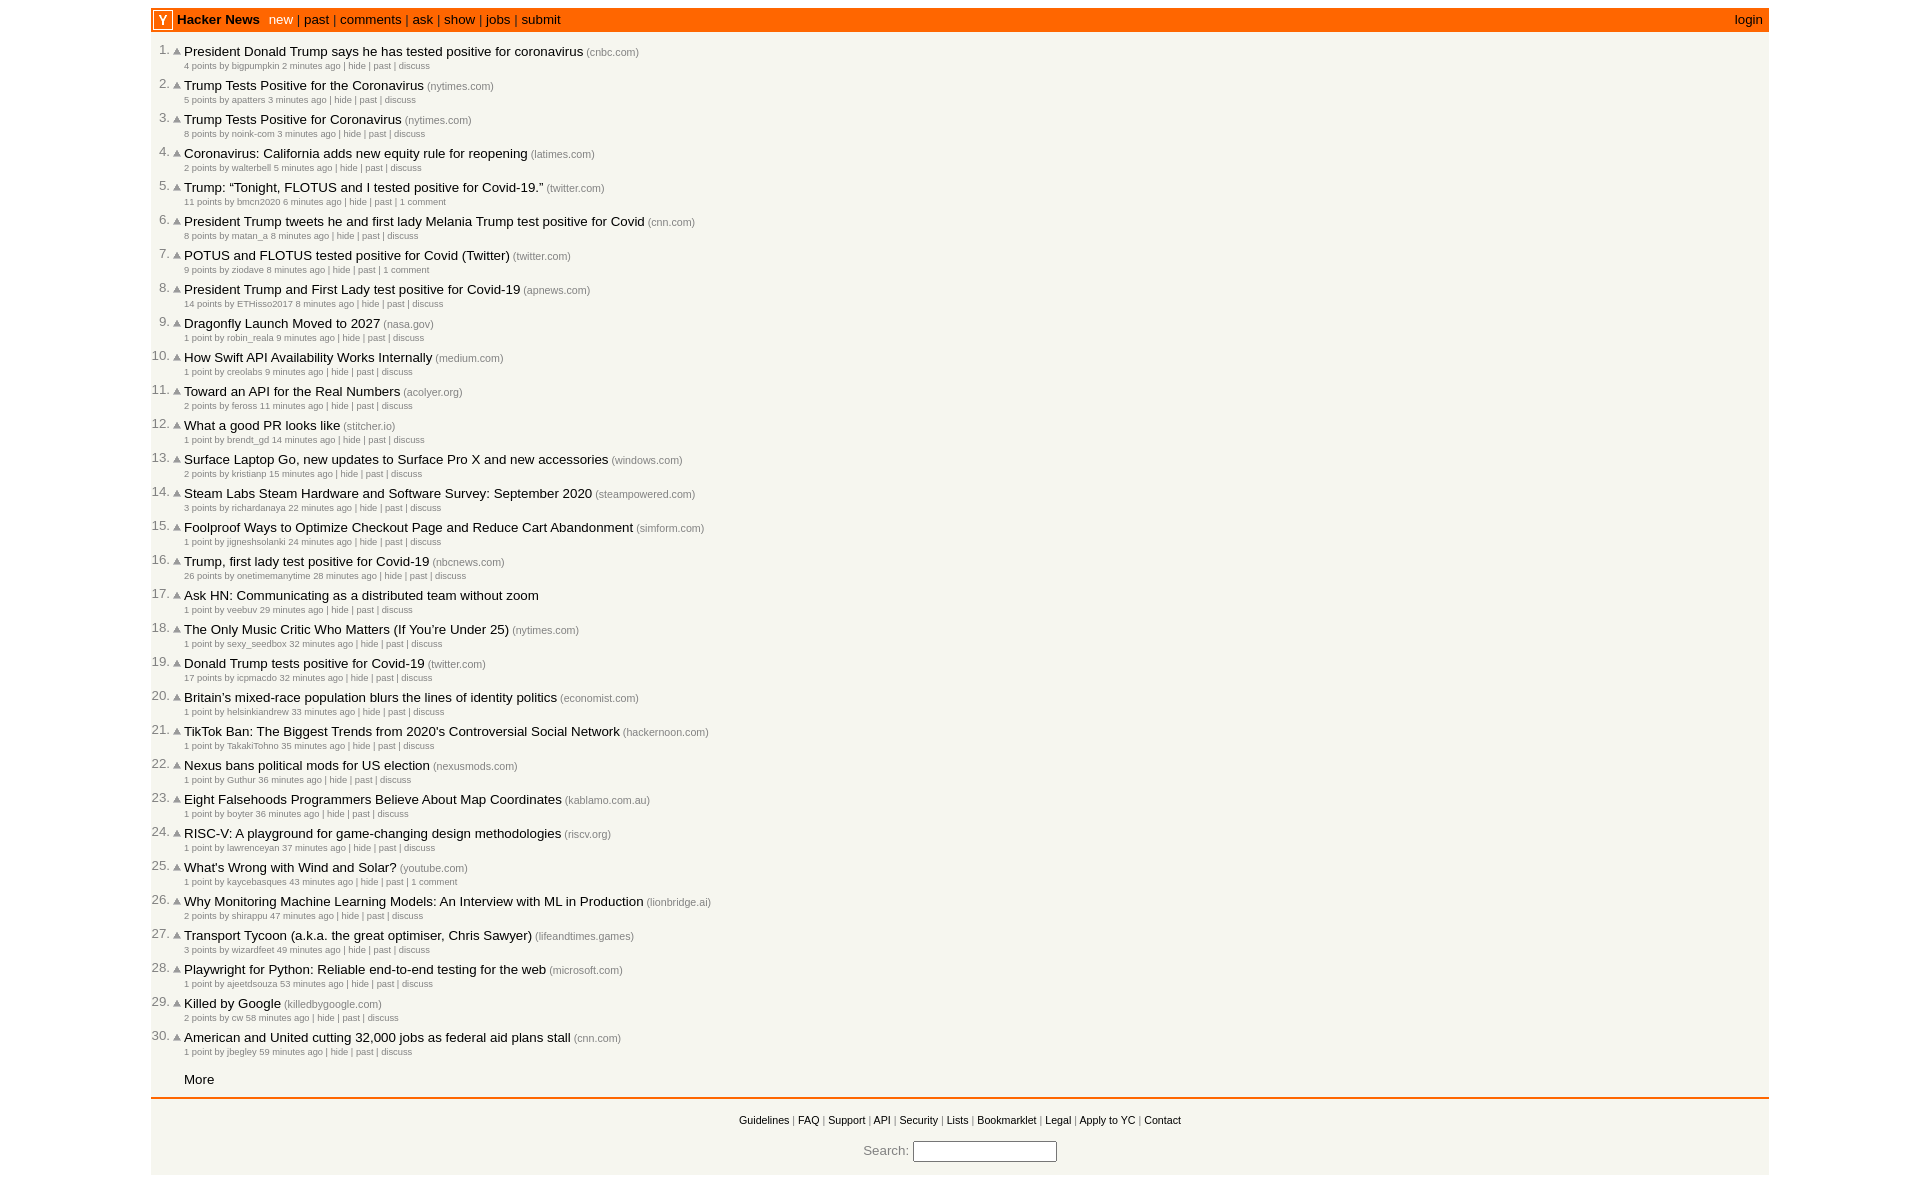 Y Hacker News new | past | comments | ask | show | jobs | submit login
1. President Donald Trump says he has tested positive for coronavirus (cnbc.com)
4 points by bigpumpkin 2 minutes ago | hide | past | discuss
2. Trump Tests Positive for the Coronavirus (nytimes.com)
5 points by apatters 3 minutes ago | hide | past | discuss
3. Trump Tests Positive for Coronavirus (nytimes.com)
8 points by noink-com 3 minutes ago | hide | past | discuss
4. Coronavirus: California adds new equity rule for reopening (latimes.com)
2 points by walterbell 5 minutes ago | hide | past | discuss
5. Trump: “Tonight, FLOTUS and I tested positive for Covid-19.” (twitter.com)
11 points by bmcn2020 6 minutes ago | hide | past | 1 comment
6. President Trump tweets he and first lady Melania Trump test positive for Covid (cnn.com)
8 points by matan_a 8 minutes ago | hide | past | discuss
7. POTUS and FLOTUS tested positive for Covid (Twitter) (twitter.com)
9 points by ziodave 8 minutes ago | hide | past | 1 comment
8. President Trump and First Lady test positive for Covid-19 (apnews.com)
14 points by ETHisso2017 8 minutes ago | hide | past | discuss
9. Dragonfly Launch Moved to 2027 (nasa.gov)
1 point by robin_reala 9 minutes ago | hide | past | discuss
10. How Swift API Availability Works Internally (medium.com)
1 point by creolabs 9 minutes ago | hide | past | discuss
11. Toward an API for the Real Numbers (acolyer.org)
2 points by feross 11 minutes ago | hide | past | discuss
12. What a good PR looks like (stitcher.io)
1 point by brendt_gd 14 minutes ago | hide | past | discuss
13. Surface Laptop Go, new updates to Surface Pro X and new accessories (windows.com)
2 points by kristianp 15 minutes ago | hide | past | discuss
14. Steam Labs Steam Hardware and Software Survey: September 2020 (steampowered.com)
3 points by richardanaya 22 minutes ago | hide | past | discuss
15. Foolproof Ways to Optimize Checkout Page and Reduce Cart Abandonment (simform.com)
1 point by jigneshsolanki 24 minutes ago | hide | past | discuss
16. Trump, first lady test positive for Covid-19 (nbcnews.com)
26 points by onetimemanytime 28 minutes ago | hide | past | discuss
17. Ask HN: Communicating as a distributed team without zoom
1 point by veebuv 29 minutes ago | hide | past | discuss
18. The Only Music Critic Who Matters (If You’re Under 25) (nytimes.com)
1 point by sexy_seedbox 32 minutes ago | hide | past | discuss
19. Donald Trump tests positive for Covid-19 (twitter.com)
17 points by icpmacdo 32 minutes ago | hide | past | discuss
20. Britain’s mixed-race population blurs the lines of identity politics (economist.com)
1 point by helsinkiandrew 33 minutes ago | hide | past | discuss
21. TikTok Ban: The Biggest Trends from 2020's Controversial Social Network (hackernoon.com)
1 point by TakakiTohno 35 minutes ago | hide | past | discuss
22. Nexus bans political mods for US election (nexusmods.com)
1 point by Guthur 36 minutes ago | hide | past | discuss
23. Eight Falsehoods Programmers Believe About Map Coordinates (kablamo.com.au)
1 point by boyter 36 minutes ago | hide | past | discuss
24. RISC-V: A playground for game-changing design methodologies (riscv.org)
1 point by lawrenceyan 37 minutes ago | hide | past | discuss
25. What's Wrong with Wind and Solar? (youtube.com)
1 point by kaycebasques 43 minutes ago | hide | past | 1 comment
26. Why Monitoring Machine Learning Models: An Interview with ML in Production (lionbridge.ai)
2 points by shirappu 47 minutes ago | hide | past | discuss
27. Transport Tycoon (a.k.a. the great optimiser, Chris Sawyer) (lifeandtimes.games)
3 points by wizardfeet 49 minutes ago | hide | past | discuss
28. Playwright for Python: Reliable end-to-end testing for the web (microsoft.com)
1 point by ajeetdsouza 53 minutes ago | hide | past | discuss
29. Killed by Google (killedbygoogle.com)
2 points by cw 58 minutes ago | hide | past | discuss
30. American and United cutting 32,000 jobs as federal aid plans stall (cnn.com)
1 point by jbegley 59 minutes ago | hide | past | discuss
More
Guidelines | FAQ | Support | API | Security | Lists | Bookmarklet | Legal | Apply to YC | Contact
Search: